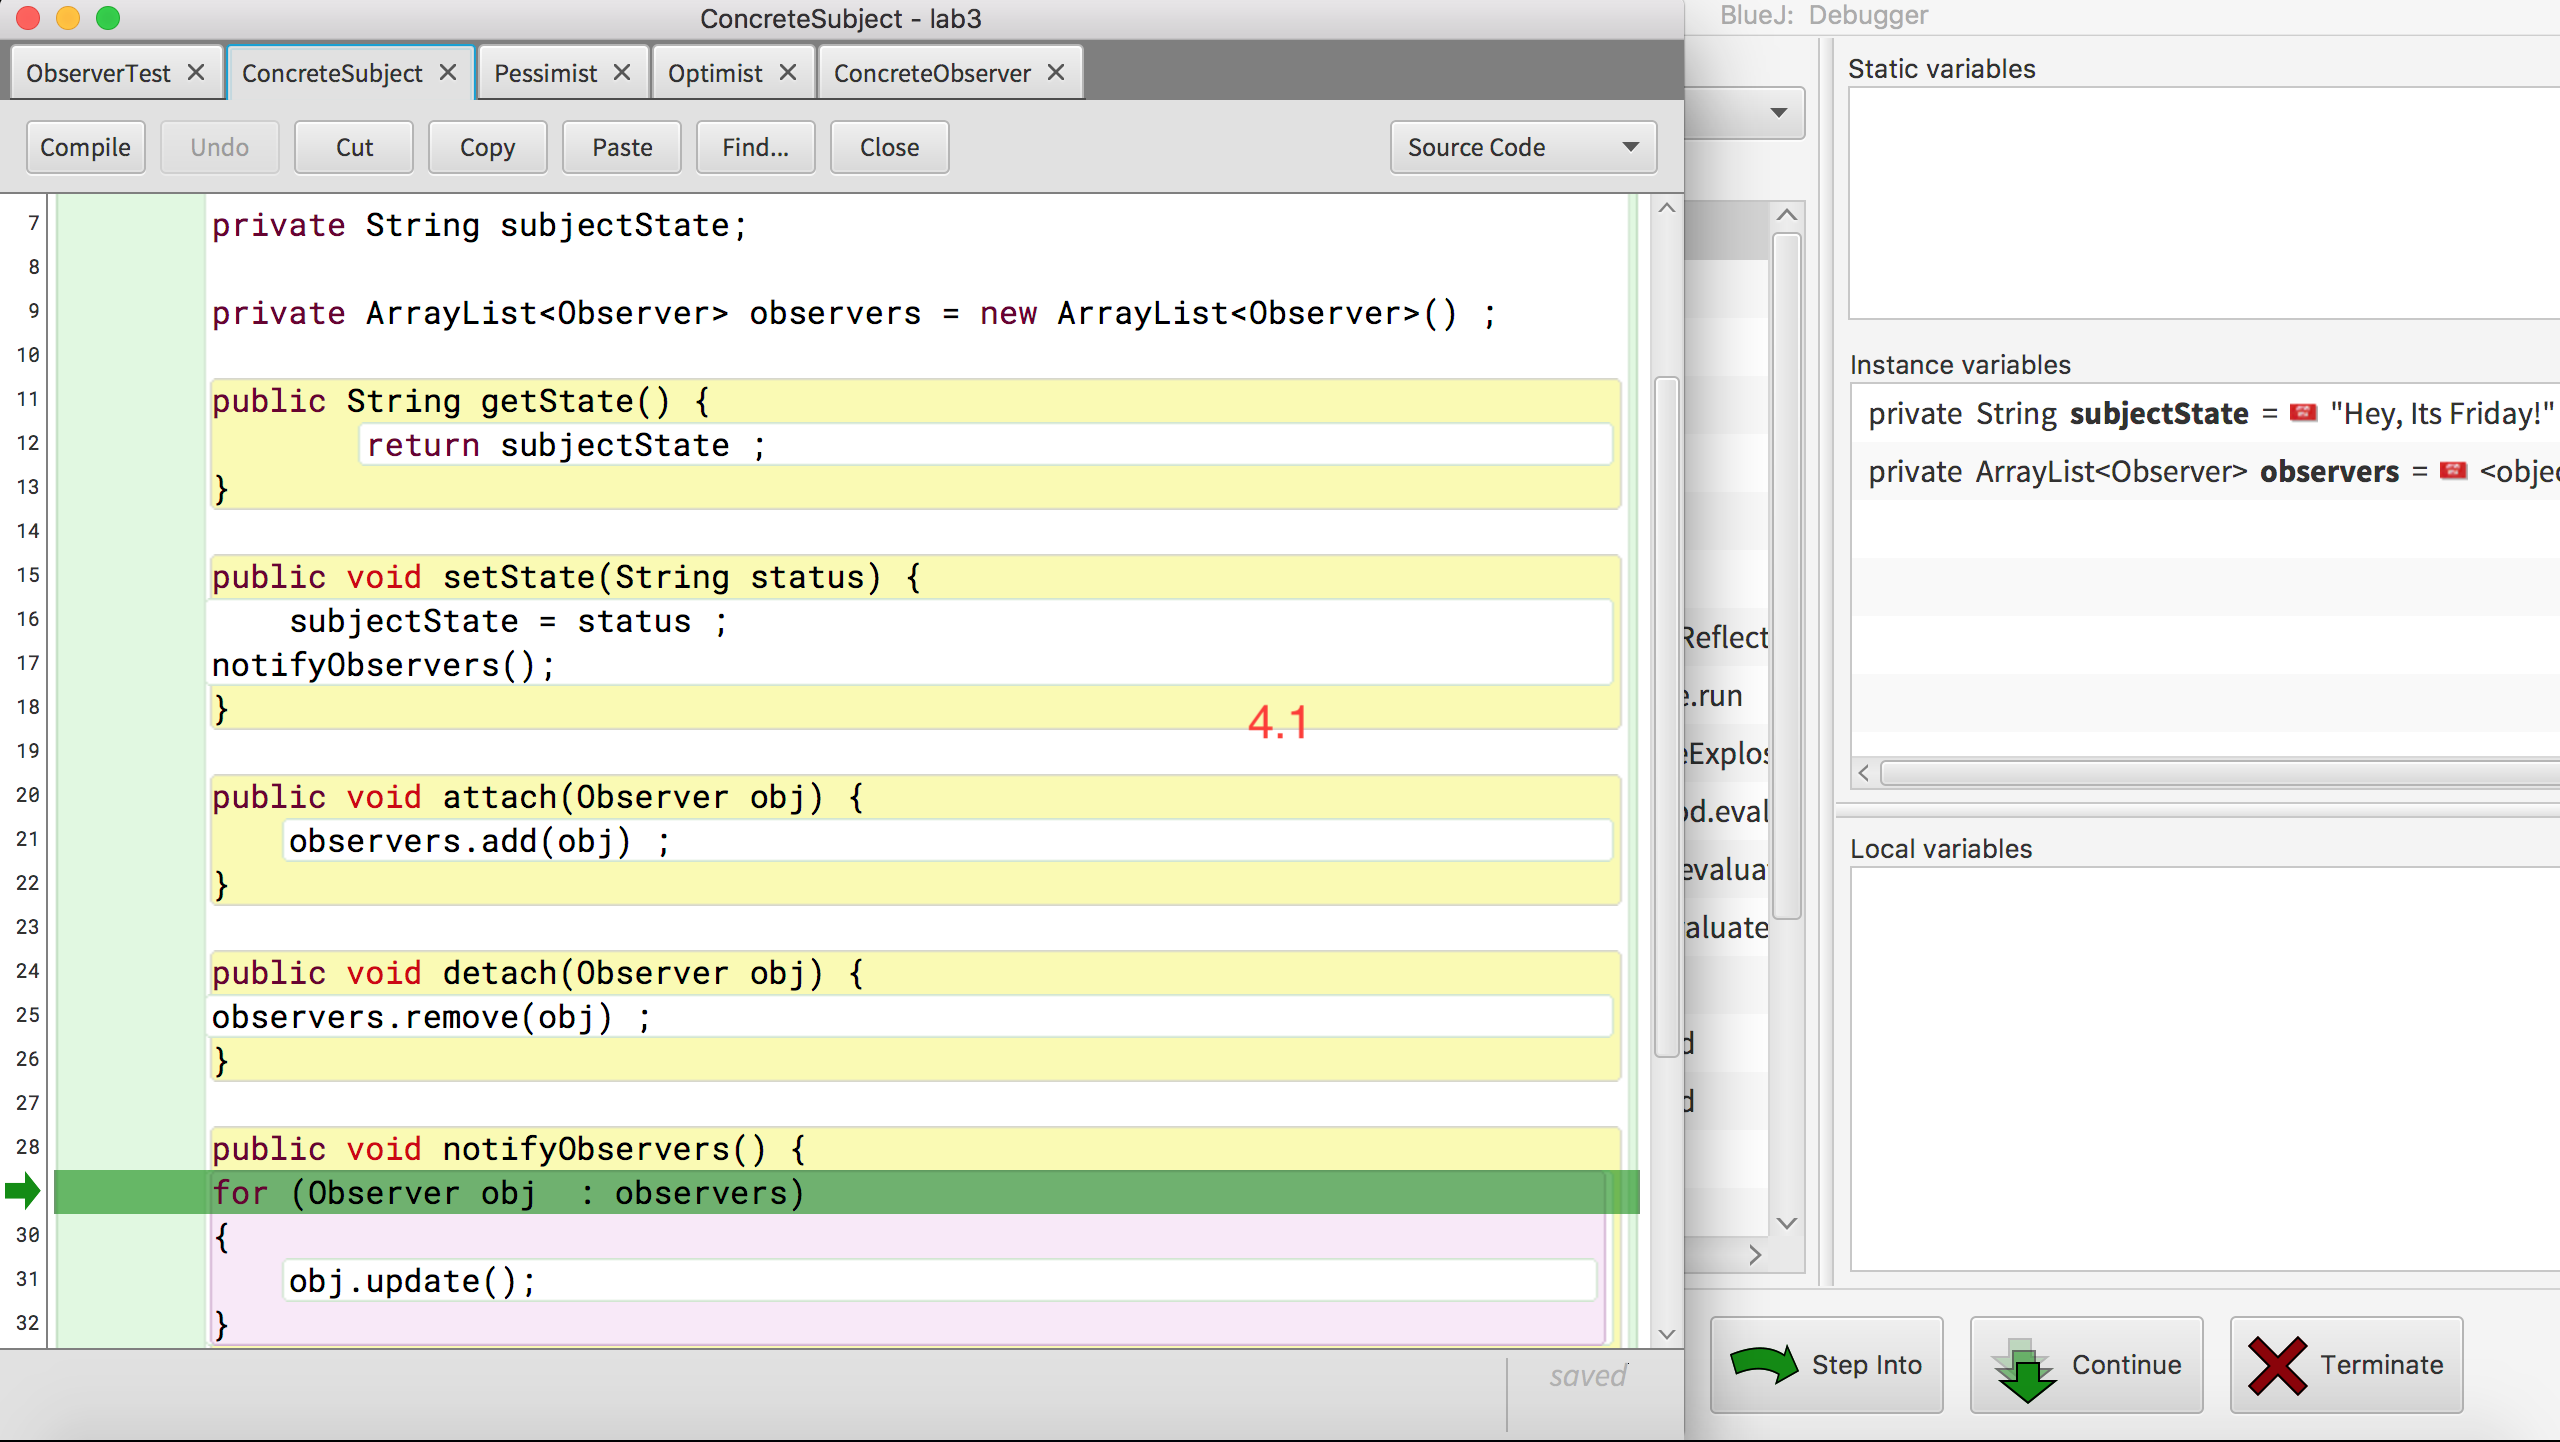 ConcreteSubject - lab3
BlueJ: Debugger
ObserverTest
ConcreteSubject
Pessimist
Optimist
ConcreteObserver
Compile
Undo
Cut
Copy
Paste
Find...
Close
Source Code
7 private String subjectState;
8
9 private ArrayList<Observer> observers = new ArrayList<Observer>() ;
10
11 public String getState() {
12 return subjectState ;
13 }
14
15 public void setState(String status) {
16 subjectState = status ;
17 notifyObservers();
18 }
4.1
19
20 public void attach(Observer obj) {
21 observers.add(obj) ;
22 }
23
24 public void detach(Observer obj) {
25 observers.remove(obj) ;
26 }
27
28 public void notifyObservers() {
for (Observer obj  : observers)
30 {
31 obj.update();
32 }
saved
Reflect
e.run
eExplos
od.eval
evalua
valuate
d
d
Static variables
Instance variables
private String subjectState = "Hey, Its Friday!"
private ArrayList<Observer> observers = <objec
Local variables
Step Into
Continue
Terminate